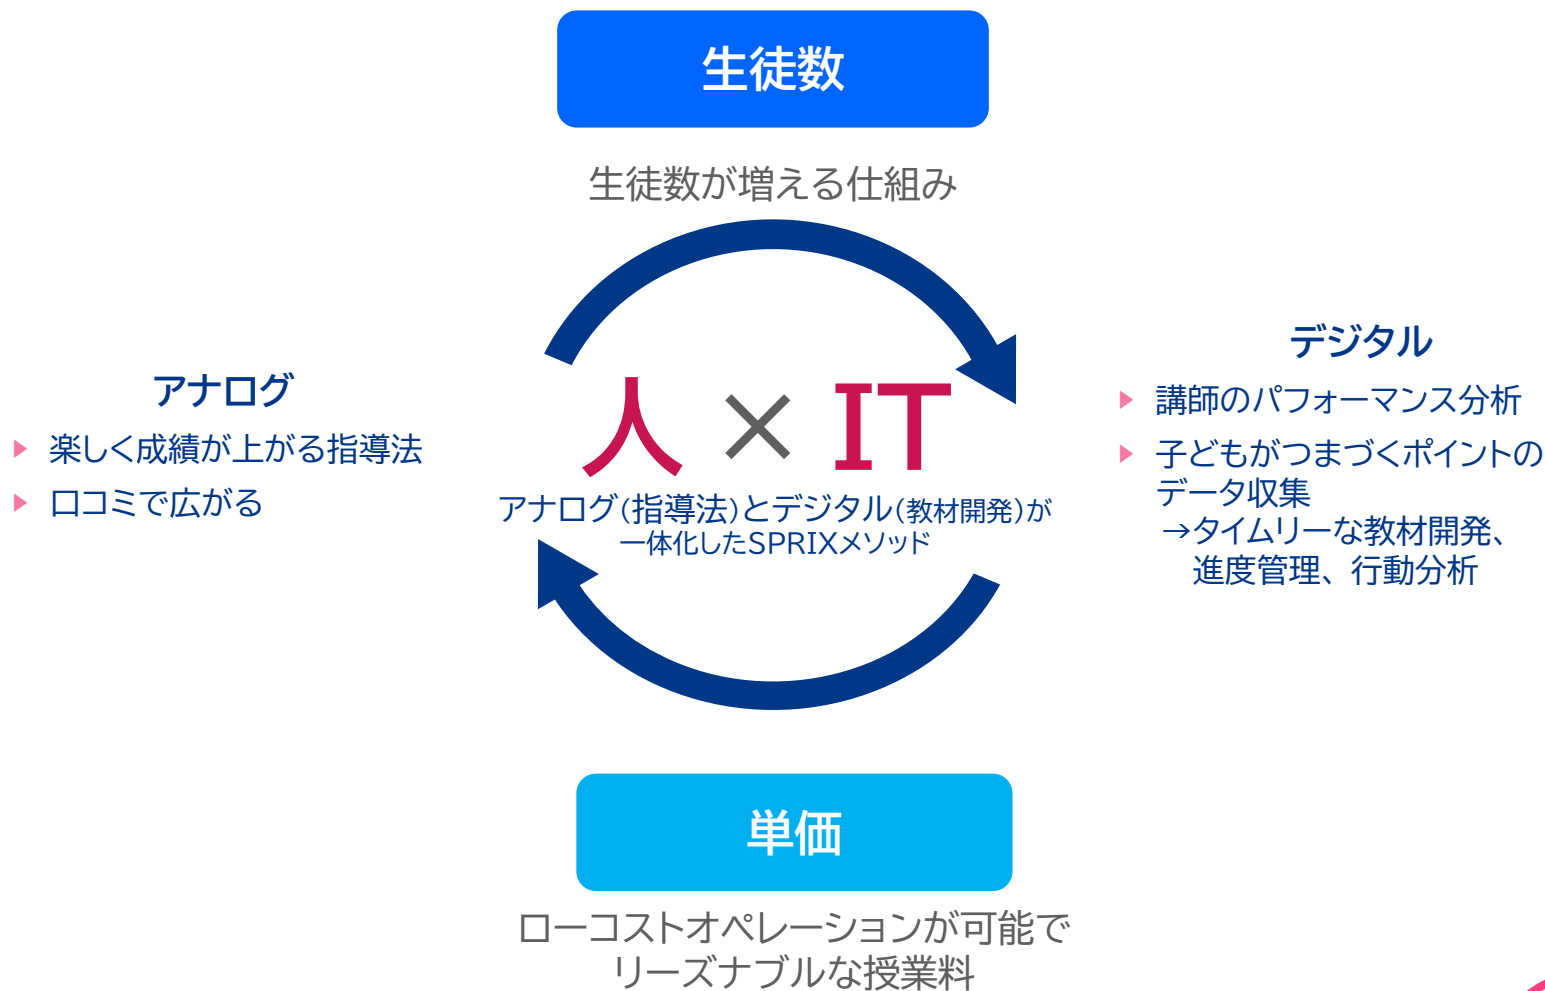 生徒数
生徒数が増える仕組み
アナログ
▶ 楽しく成績が上がる指導法
▶ 口コミで広がる
人 × IT
アナログ(指導法)とデジタル(教材開発)が
一体化したSPRIXメソッド
デジタル
▶ 講師のパフォーマンス分析
▶ 子どもがつまづくポイントの
データ収集
→タイムリーな教材開発、
進度管理、行動分析
単価
ローコストオペレーションが可能で
リーズナブルな授業料